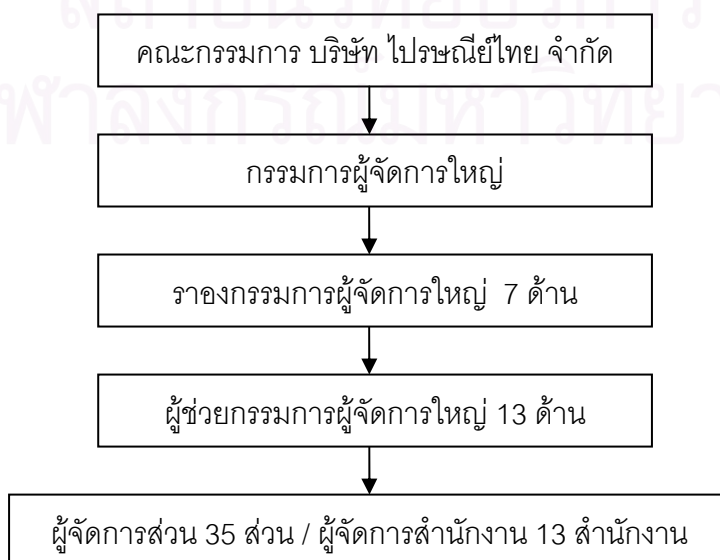 คณะกรรมการ บริษัท ไปรษณีย์ไทย จำกัด
กรรมการผู้จัดการใหญ่
ราองกรรมการผู้จัดการใหญ่ 7 ด้าน
ผู้ช่วยกรรมการผู้จัดการใหญ่ 13 ด้าน
ผู้จัดการส่วน 35 ส่วน / ผู้จัดการสำนักงาน 13 สำนักงาน